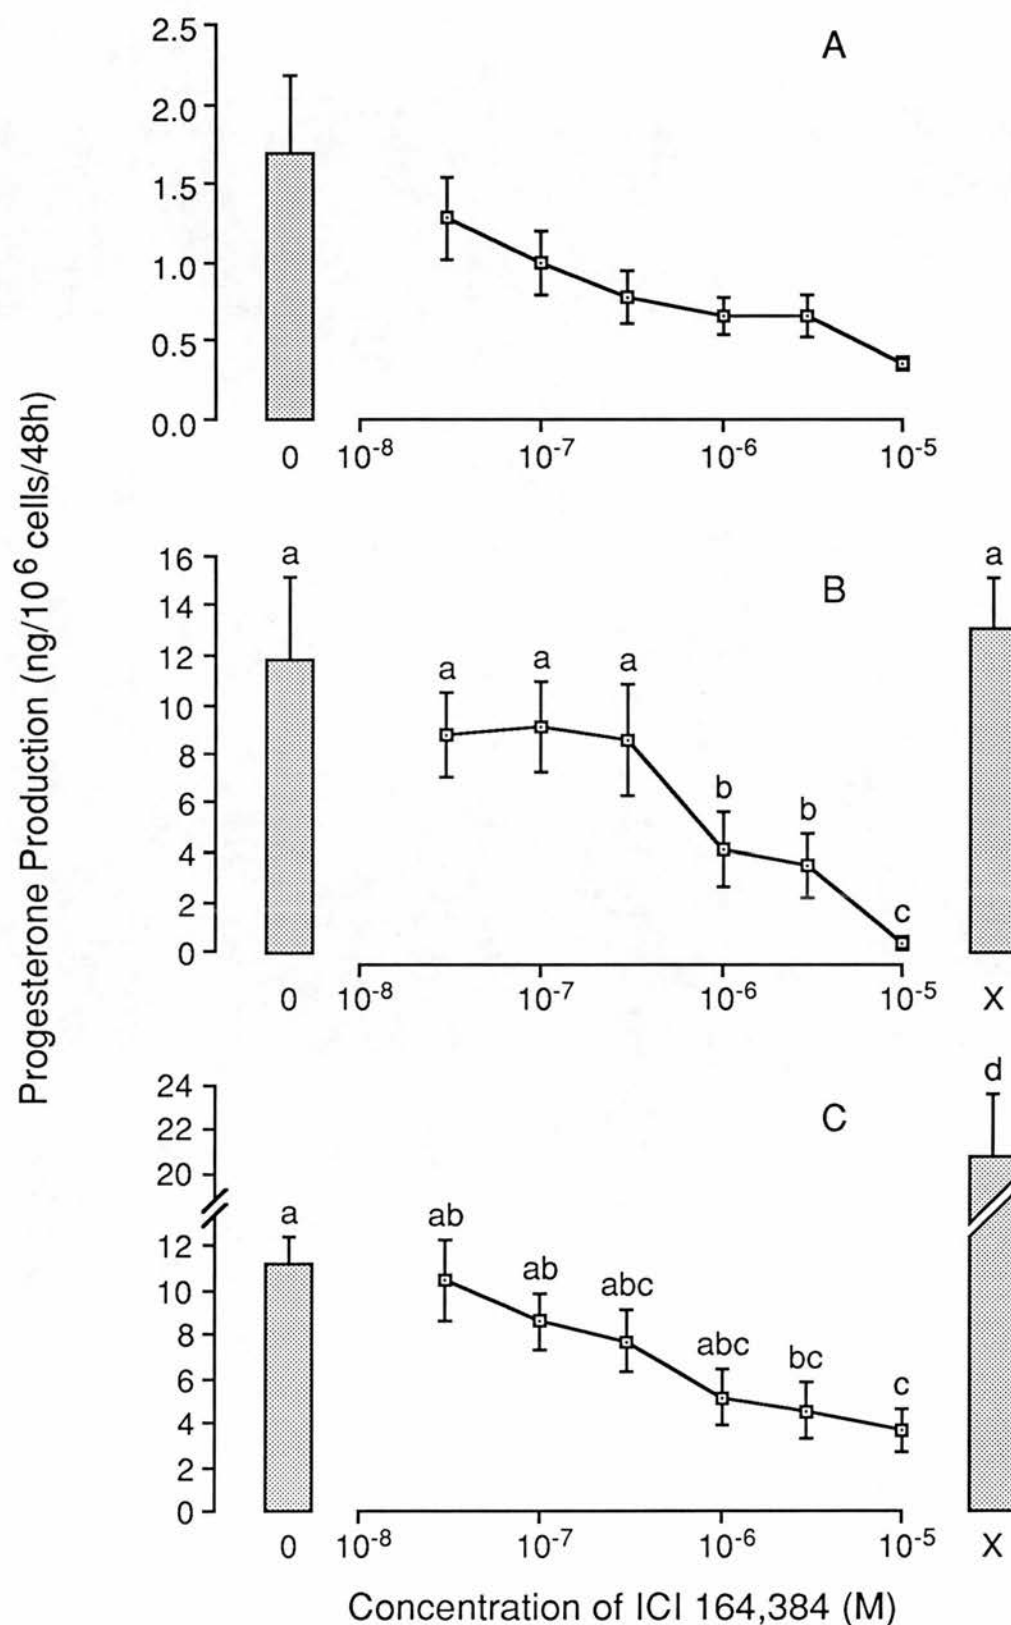 Progesterone Production (ng/10⁶ cells/48h)
A
2.5
2.0
1.5
1.0
0.5
0.0
0 10⁻⁸ 10⁻⁷ 10⁻⁶ 10⁻⁵
B
16
14
12
10
8
6
4
2
0
a a a a b b c a
0 10⁻⁸ 10⁻⁷ 10⁻⁶ 10⁻⁵ X
C
24
22
20
12
10
8
6
4
2
0
a ab ab abc abc bc c d
0 10⁻⁸ 10⁻⁷ 10⁻⁶ 10⁻⁵ X
Concentration of ICI 164,384 (M)